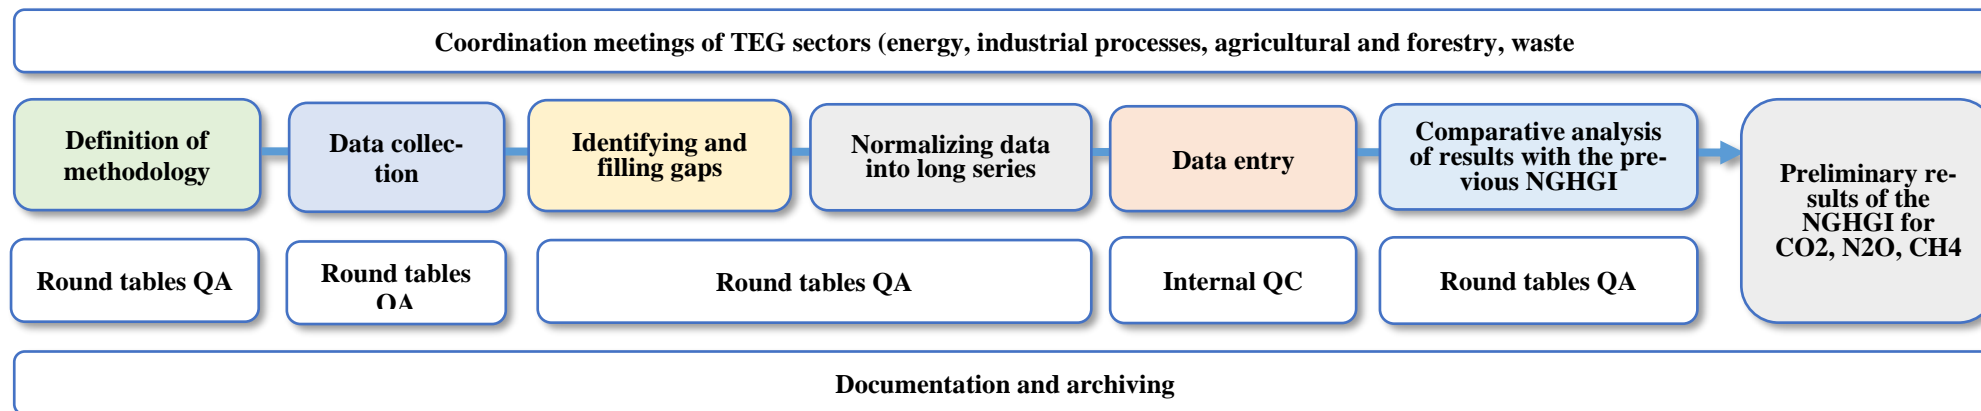 Coordination meetings of TEG sectors (energy, industrial processes, agricultural and forestry, waste
Definition of
methodology
Data collec-
tion
Identifying and
filling gaps
Normalizing data
into long series
Data entry
Comparative analysis
of results with the pre-
vious NGHGI
Preliminary re-
sults of the
NGHGI for
CO2, N2O, CH4
Round tables QA
Round tables
QA
Round tables QA
Internal QC
Round tables QA
Documentation and archiving